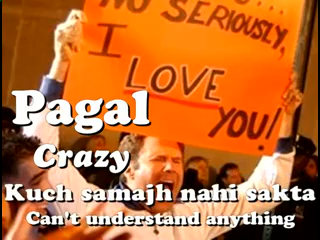 NO SERIOUSLY,
I
LOVE
YOU!
Pagal
Crazy
Kuch samajh nahi sakta
Can't understand anything